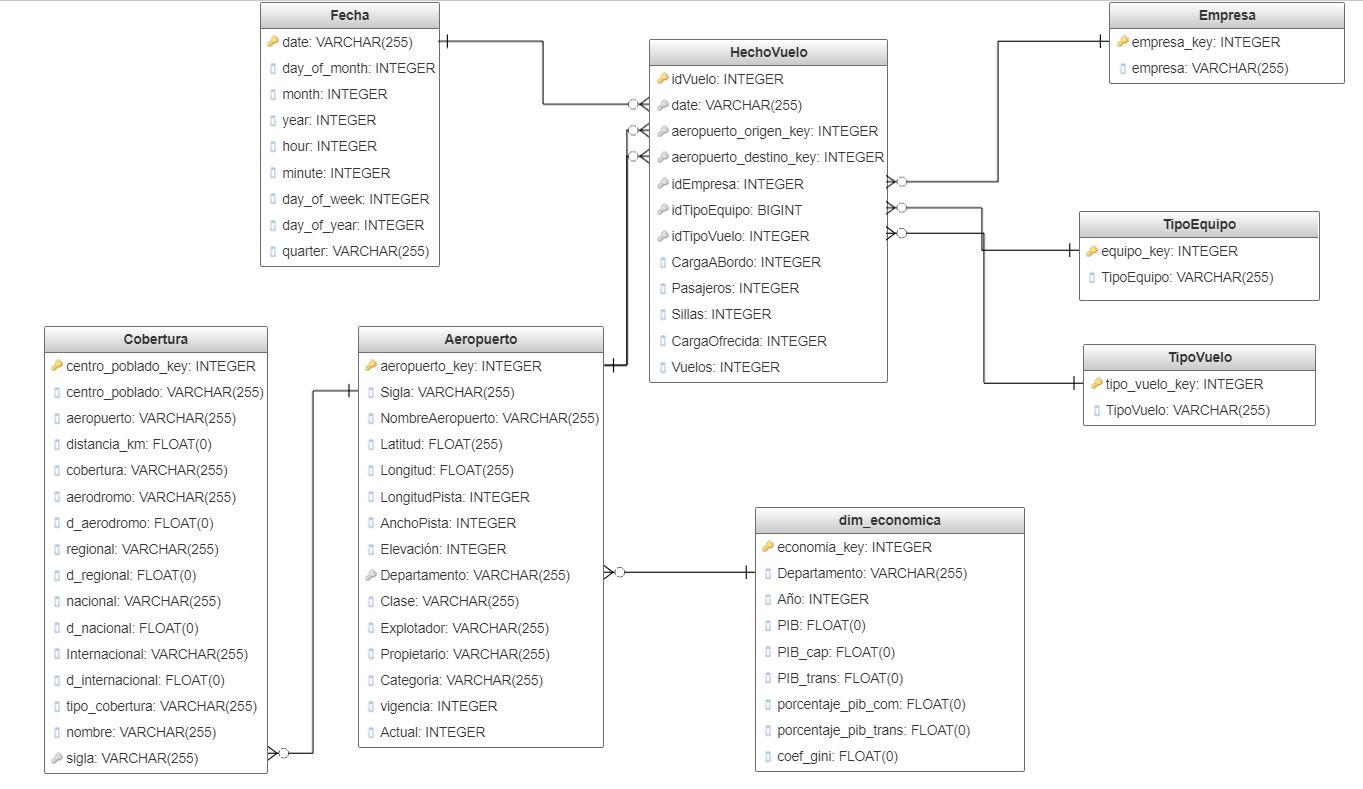 Fecha
date: VARCHAR(255)
day_of_month: INTEGER
month: INTEGER
year: INTEGER
hour: INTEGER
minute: INTEGER
day_of_week: INTEGER
day_of_year: INTEGER
quarter: VARCHAR(255)
HechoVuelo
idVuelo: INTEGER
date: VARCHAR(255)
aeropuerto_origen_key: INTEGER
aeropuerto_destino_key: INTEGER
idEmpresa: INTEGER
idTipoEquipo: BIGINT
idTipoVuelo: INTEGER
CargaABordo: INTEGER
Pasajeros: INTEGER
Sillas: INTEGER
CargaOfrecida: INTEGER
Vuelos: INTEGER
Empresa
empresa_key: INTEGER
empresa: VARCHAR(255)
TipoEquipo
equipo_key: INTEGER
TipoEquipo: VARCHAR(255)
TipoVuelo
tipo_vuelo_key: INTEGER
TipoVuelo: VARCHAR(255)
Cobertura
centro_poblado_key: INTEGER
centro_poblado: VARCHAR(255)
aeropuerto: VARCHAR(255)
distancia_km: FLOAT(0)
cobertura: VARCHAR(255)
aerodromo: VARCHAR(255)
d_aerodromo: FLOAT(0)
regional: VARCHAR(255)
d_regional: FLOAT(0)
nacional: VARCHAR(255)
d_nacional: FLOAT(0)
Internacional: VARCHAR(255)
d_internacional: FLOAT(0)
tipo_cobertura: VARCHAR(255)
nombre: VARCHAR(255)
sigla: VARCHAR(255)
Aeropuerto
aeropuerto_key: INTEGER
Sigla: VARCHAR(255)
NombreAeropuerto: VARCHAR(255)
Latitud: FLOAT(255)
Longitud: FLOAT(255)
LongitudPista: INTEGER
AnchoPista: INTEGER
Elevación: INTEGER
Departamento: VARCHAR(255)
Clase: VARCHAR(255)
Explotador: VARCHAR(255)
Propietario: VARCHAR(255)
Categoria: VARCHAR(255)
vigencia: INTEGER
Actual: INTEGER
dim_economica
economia_key: INTEGER
Departamento: VARCHAR(255)
Año: INTEGER
PIB: FLOAT(0)
PIB_cap: FLOAT(0)
PIB_trans: FLOAT(0)
porcentaje_pib_com: FLOAT(0)
porcentaje_pib_trans: FLOAT(0)
coef_gini: FLOAT(0)